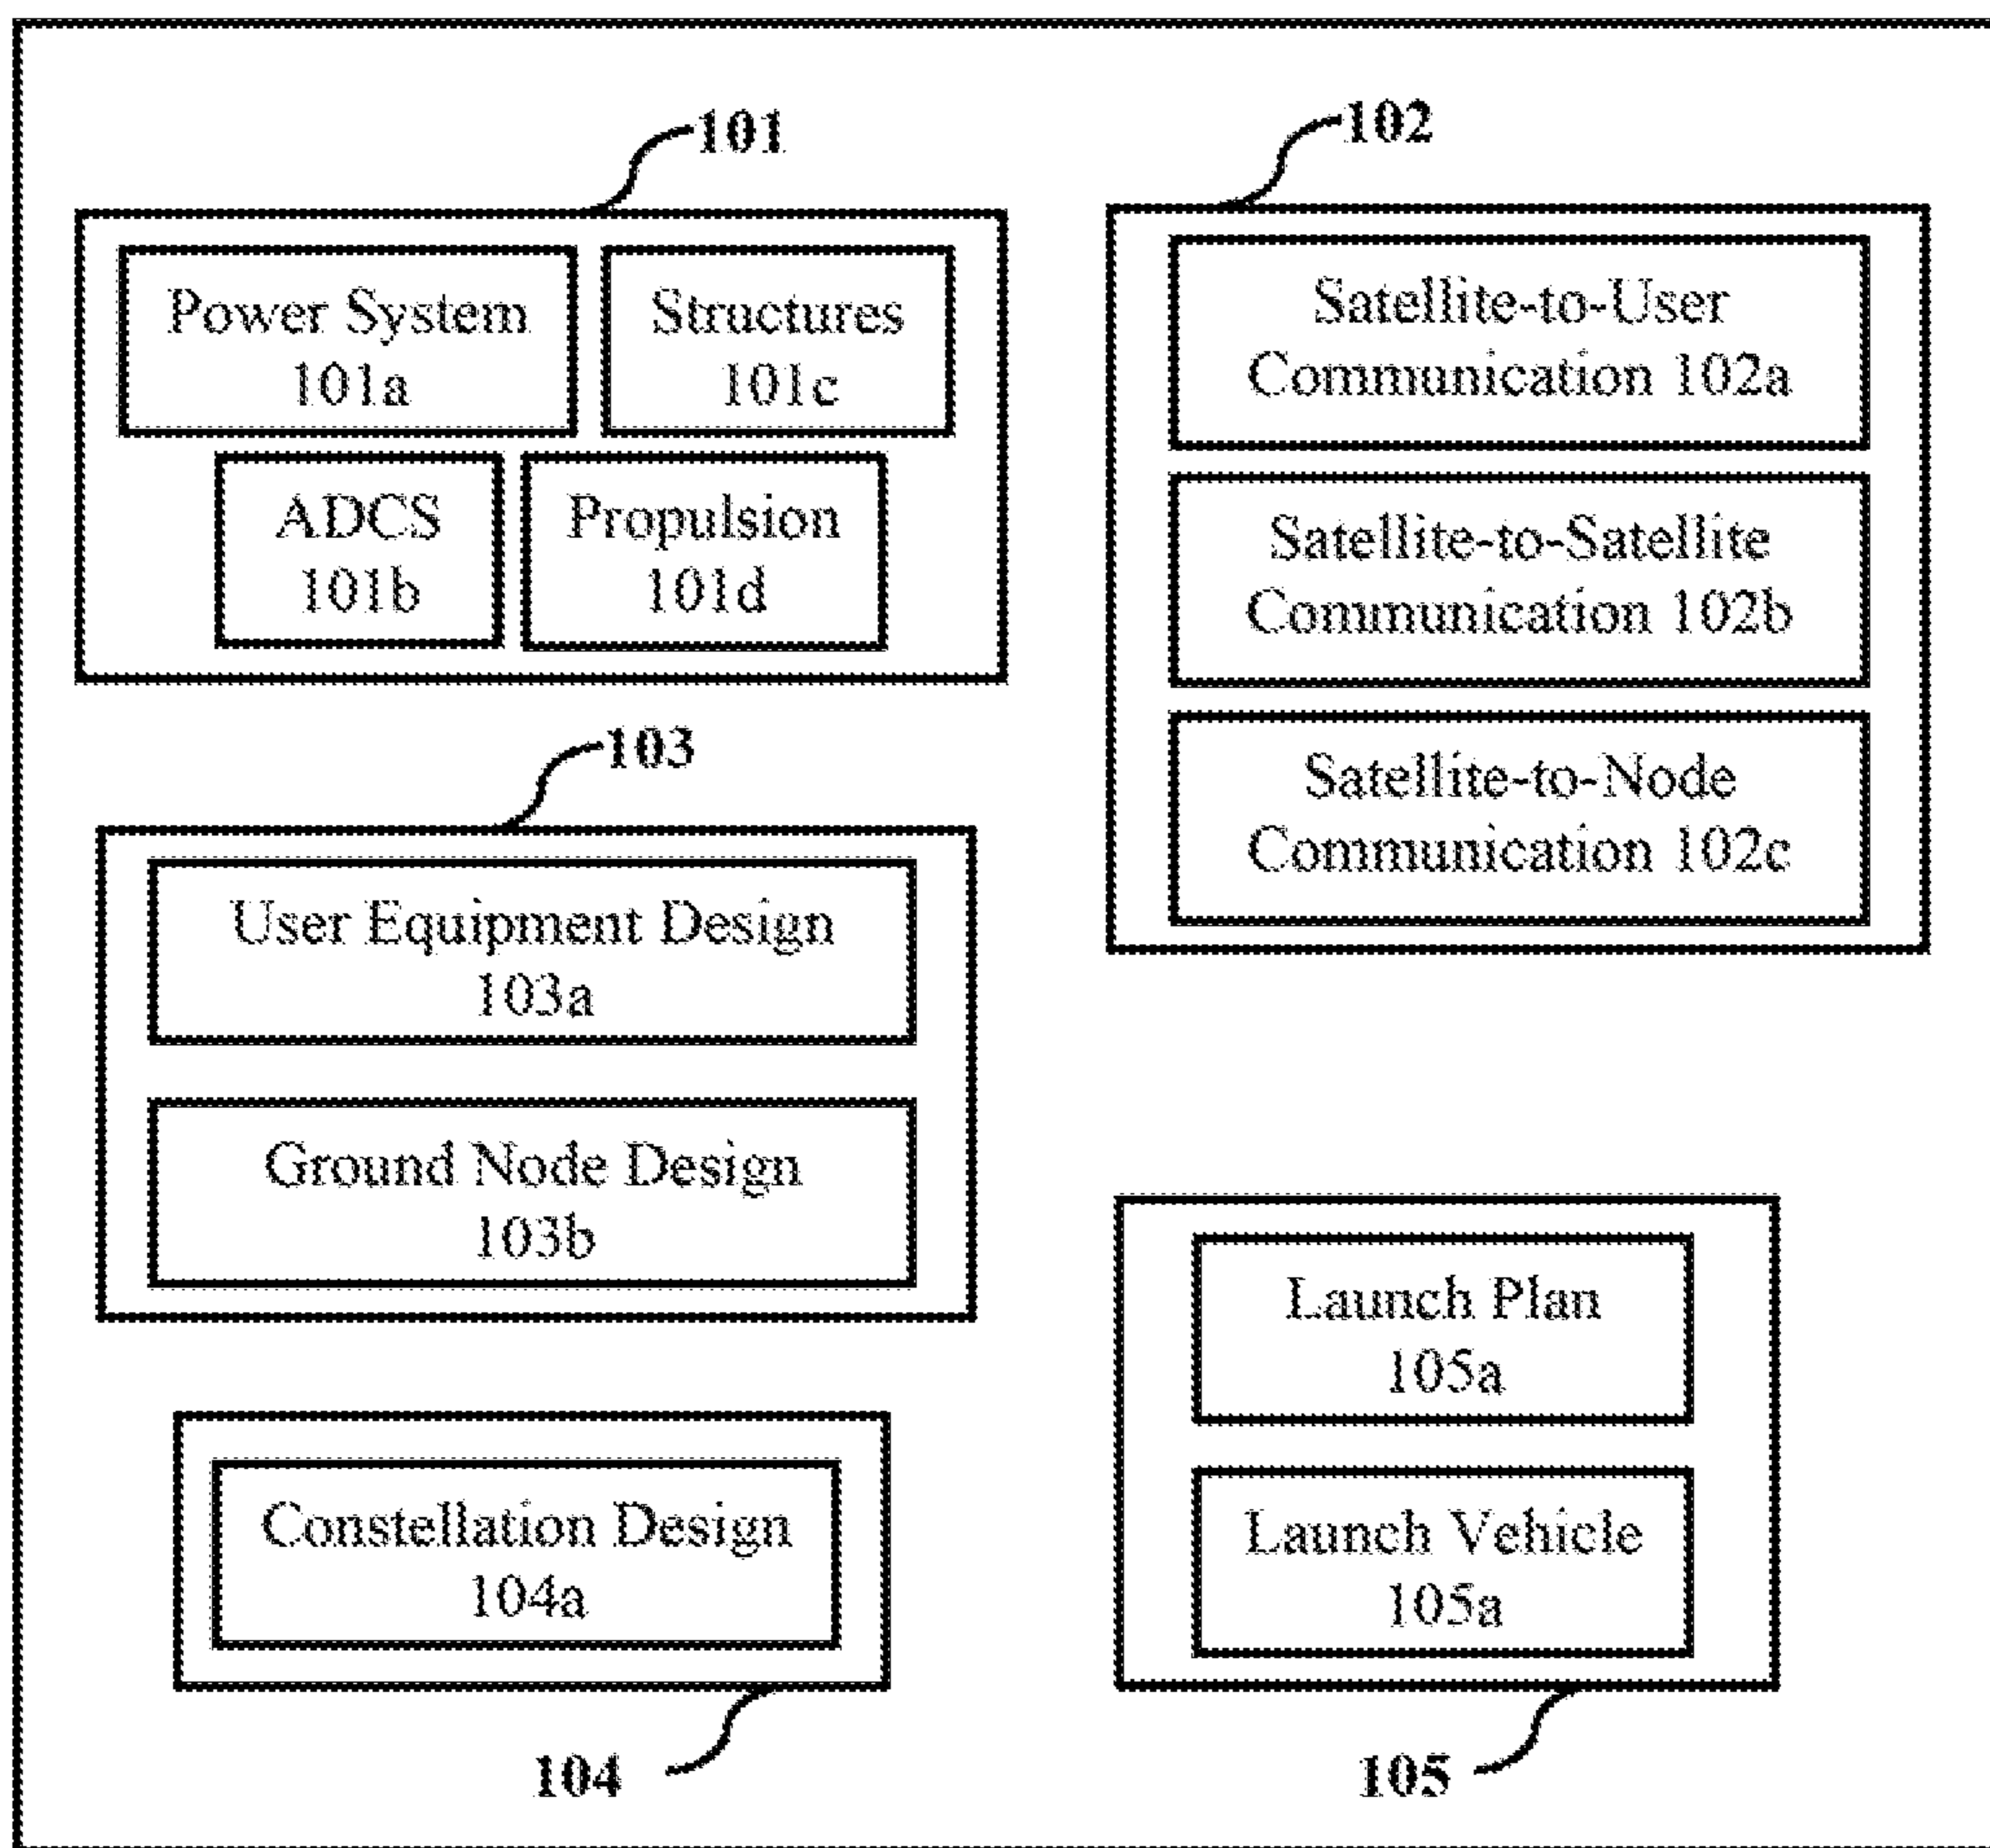 101
Power System
101a
Structures
101c
ADCS
101b
Propulsion
101d
102
Satellite-to-User
Communication 102a
Satellite-to-Satellite
Communication 102b
Satellite-to-Node
Communication 102c
103
User Equipment Design
103a
Ground Node Design
103b
Constellation Design
104a
104
Launch Plan
105a
Launch Vehicle
105a
105